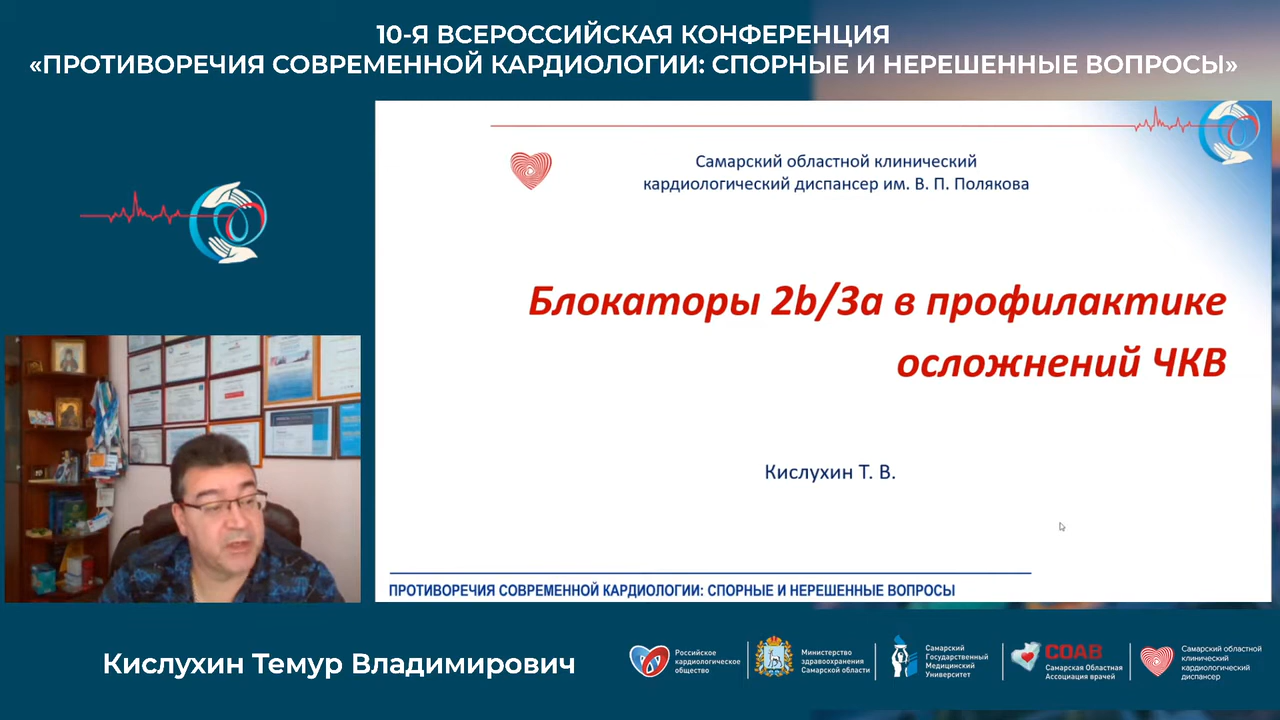 10-Я ВСЕРОССИЙСКАЯ КОНФЕРЕНЦИЯ
«ПРОТИВОРЕЧИЯ СОВРЕМЕННОЙ КАРДИОЛОГИИ: СПОРНЫЕ И НЕРЕШЕННЫЕ ВОПРОСЫ»
Самарский областной клинический
кардиологический диспансер им. В. П. Полякова
Блокаторы 2b/3a в профилактике
осложнений ЧКВ
Кислухин Т. В.
ПРОТИВОРЕЧИЯ СОВРЕМЕННОЙ КАРДИОЛОГИИ: СПОРНЫЕ И НЕРЕШЕННЫЕ ВОПРОСЫ
Кислухин Темур Владимирович
Российское
кардиологическое
общество
Министерство
здравоохранения
Самарской области
Самарский
Государственный
Медицинский
Университет
СОАВ
Самарская Областная
Ассоциация врачей
Самарский областной
клинический
кардиологический
диспансер